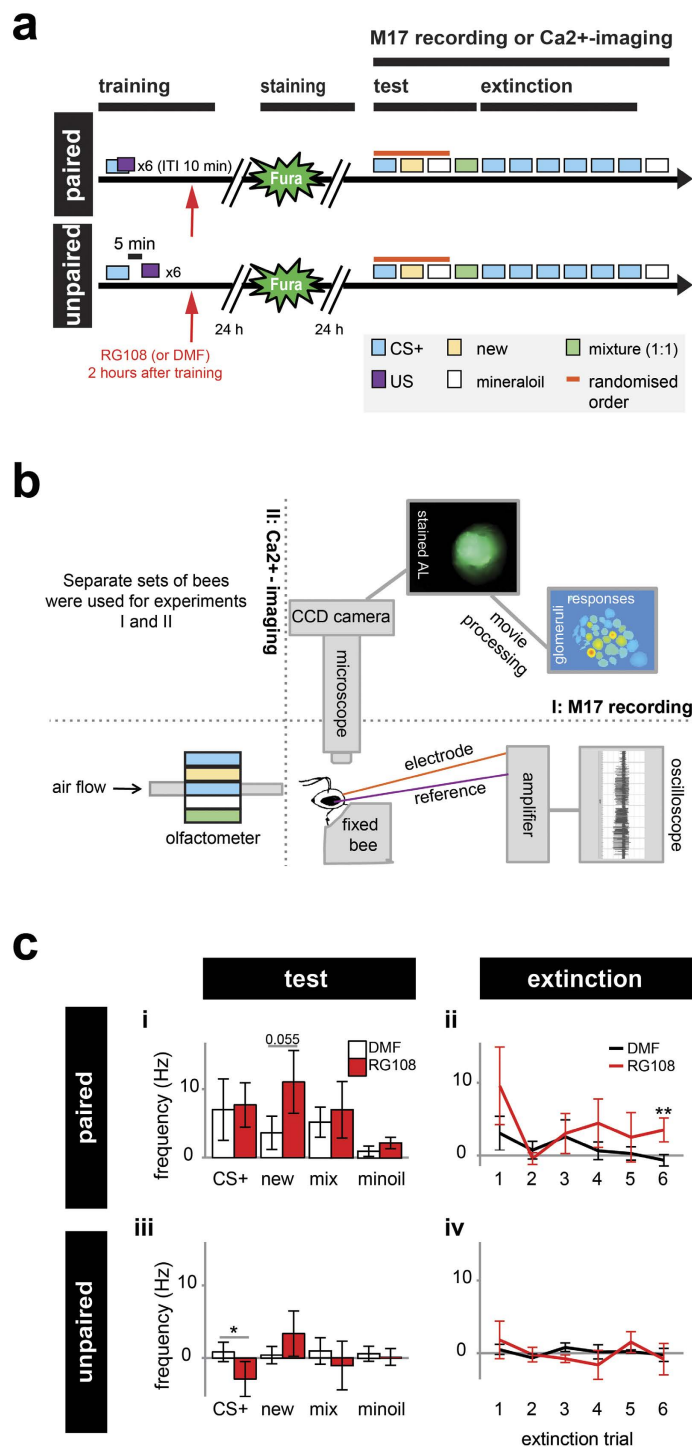 a
M17 recording or Ca2+-imaging
training
staining
test
extinction
paired
x6 (ITI 10 min)
Fura
unpaired
5 min
x6
Fura
24 h
24 h
RG108 (or DMF)
2 hours after training
CS+
new
mixture (1:1)
US
mineraloil
randomised
order
b
Separate sets of bees
were used for experiments
I and II
II: Ca2+- imaging
CCD camera
microscope
stained AL
movie
processing
glomeruli
responses
I: M17 recording
air flow
olfactometer
fixed
bee
electrode
reference
amplifier
oscilloscope
c
test
extinction
paired
i
0.055
DMF
RG108
frequency (Hz)
10
0
CS+ new mix minoil
ii
DMF
RG108
10
0
**
1 2 3 4 5 6
unpaired
iii
frequency (Hz)
10
0
*
CS+ new mix minoil
iv
10
0
1 2 3 4 5 6
extinction trial